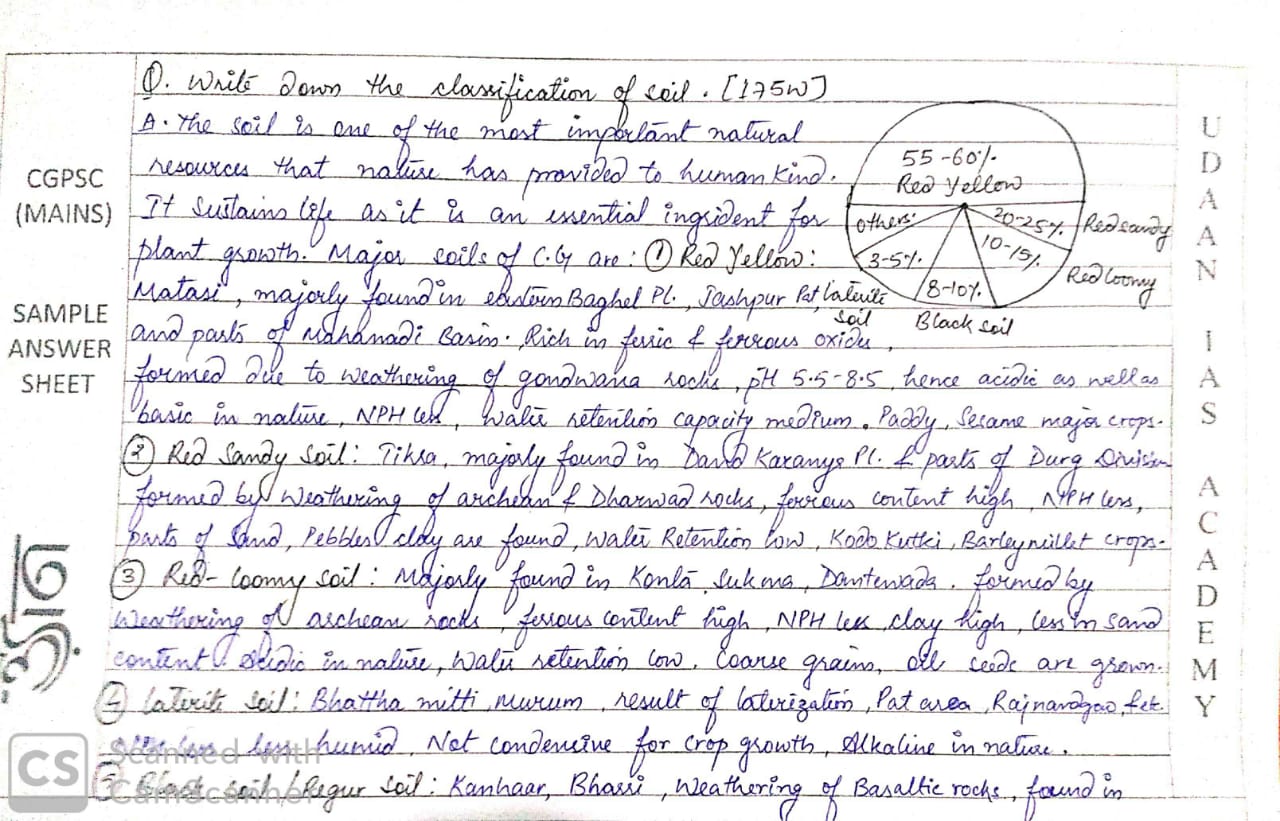 Q. Write down the classification of soil. [175W]
A. The soil is one of the most important natural
resources that nature has provided to human kind.
It sustains life as it is an essential ingrident for
plant growth. Major soils of C.G are: ① Red Yellow:
Matasi, majorly found in eastern Baghel Pl., Jashpur Pat,
and parts of Mahanadi Basin. Rich in ferric & ferrous oxides,
formed due to weathering of gondwana rocks, pH 5.5-8.5, hence acidic as well as
basic in nature, NPH less, water retention capacity medium. Paddy, Sesame major crops.
② Red Sandy Soil: Tikra, majorly found in Dand Karanya Pl. & parts of Durg Division
formed by weathering of archean & Dharwad rocks, ferrous content high, NPH less,
parts of sand, Pebbles clay are found, water Retention low, Kodo Kutki, Barley millet crops.
③ Red-loomy soil: Majorly found in Konta, Sukma, Dantewada. formed by
weathering of archean rocks, ferrous content high, NPH less, clay high, less in sand
content. Acidic in nature, water retention low. Coarse grains, oil seeds are grown.
④ Laterite Soil: Bhattha mitti, murum, result of laterization, Pat area, Rajnandgao, &etc.
less humid, Not condensive for crop growth, Alkaline in nature.
⑤ Black soil / Regur Soil: Kanhaar, Bharri, weathering of Basaltic rocks, found in
55-60%.
Red Yellow
others
20-25%.
Red sandy
10-15%.
Red loomy
3-5%.
laterite
soil
8-10%.
Black soil
CGPSC
(MAINS)
SAMPLE
ANSWER
SHEET
उड़ान
UDAAN IAS ACADEMY
CS
Scanned with
CamScanner